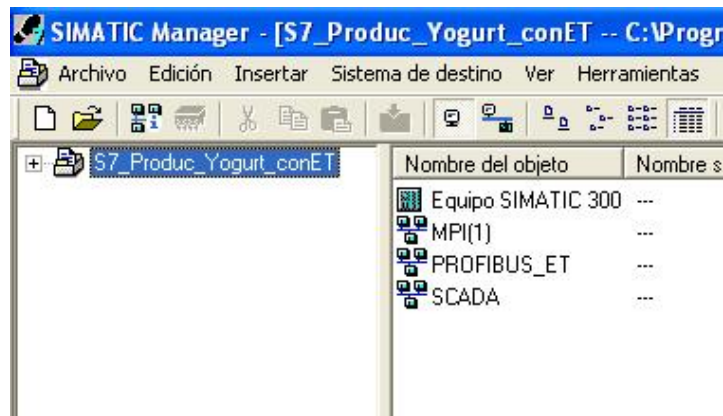 SIMATIC Manager - [S7_Produc_Yogurt_conET -- C:\Progr
Archivo Edición Insertar Sistema de destino Ver Herramientas
S7_Produc_Yogurt_conET
Nombre del objeto Nombre s
Equipo SIMATIC 300 ---
MPI(1) ---
PROFIBUS_ET ---
SCADA ---